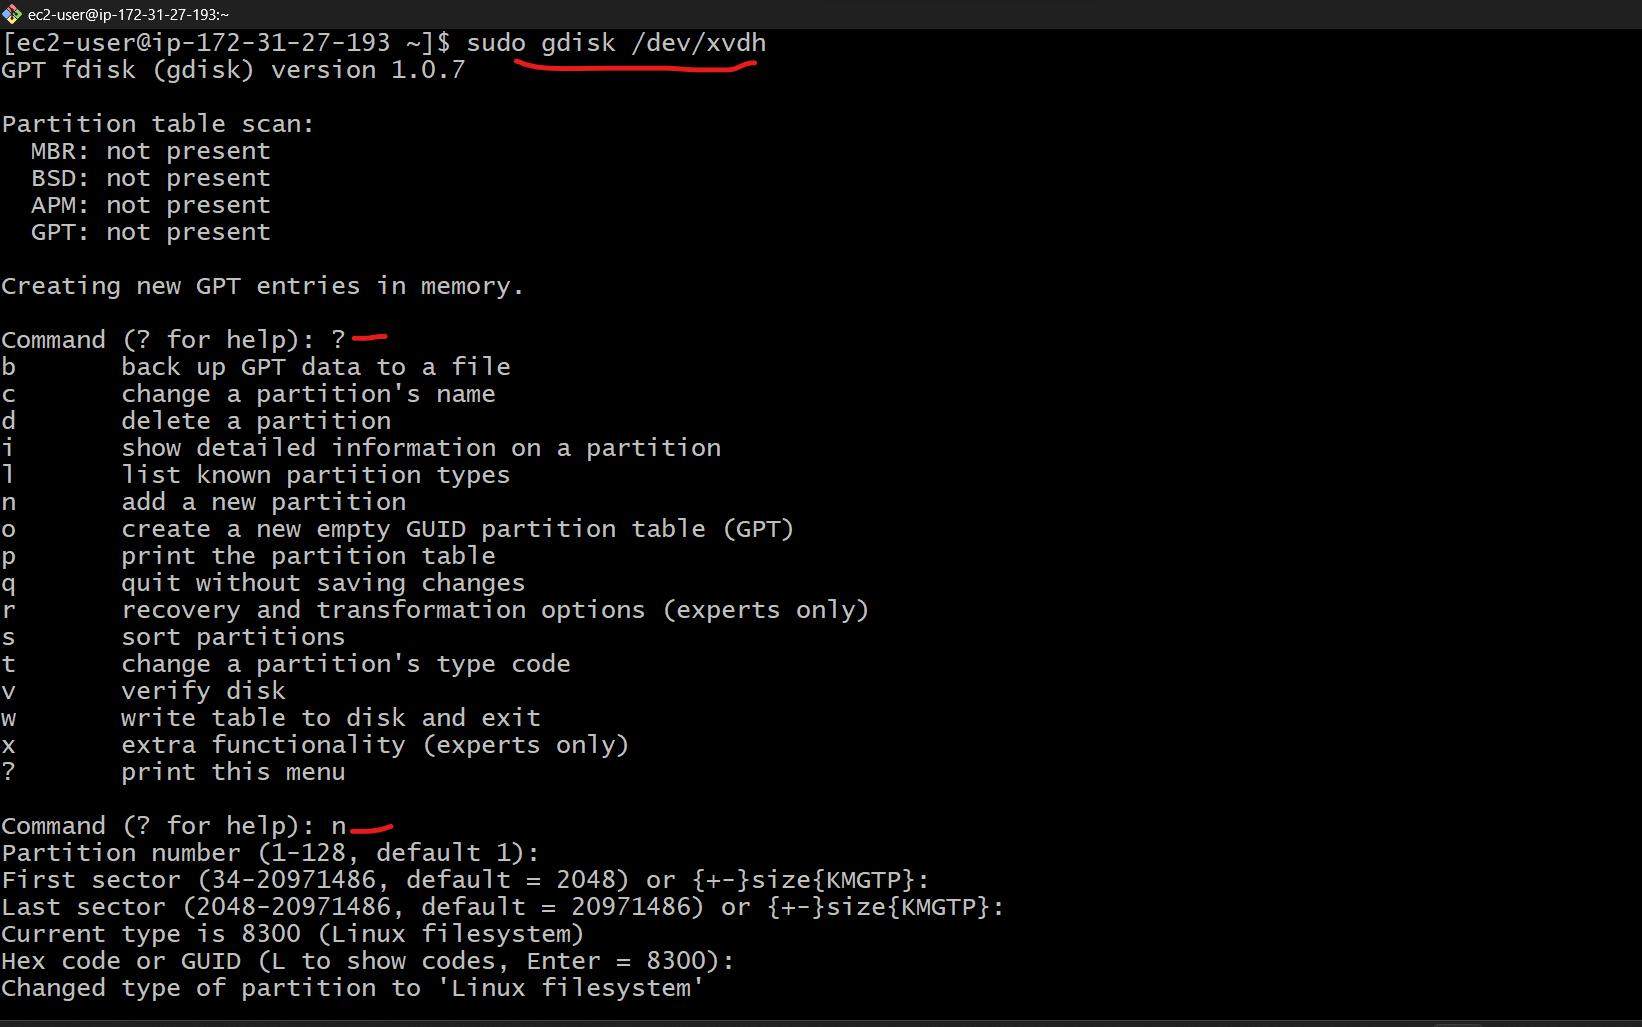 ec2-user@ip-172-31-27-193:~
[ec2-user@ip-172-31-27-193 ~]$ sudo gdisk /dev/xvdh
GPT fdisk (gdisk) version 1.0.7
Partition table scan:
  MBR: not present
  BSD: not present
  APM: not present
  GPT: not present
Creating new GPT entries in memory.
Command (? for help): ?
b       back up GPT data to a file
c       change a partition's name
d       delete a partition
i       show detailed information on a partition
l       list known partition types
n       add a new partition
o       create a new empty GUID partition table (GPT)
p       print the partition table
q       quit without saving changes
r       recovery and transformation options (experts only)
s       sort partitions
t       change a partition's type code
v       verify disk
w       write table to disk and exit
x       extra functionality (experts only)
?       print this menu
Command (? for help): n
Partition number (1-128, default 1):
First sector (34-20971486, default = 2048) or {+-}size{KMGTP}:
Last sector (2048-20971486, default = 20971486) or {+-}size{KMGTP}:
Current type is 8300 (Linux filesystem)
Hex code or GUID (L to show codes, Enter = 8300):
Changed type of partition to 'Linux filesystem'